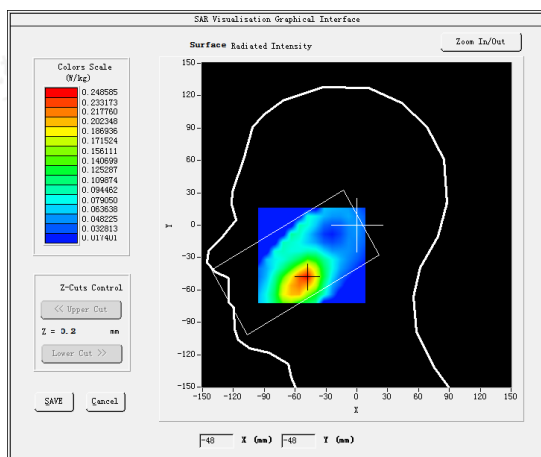 SAR Visualisation Graphical Interface
Surface Radiated Intensity
Zoom In/Out
Colors Scale
(W/kg)
0.248585
0.233173
0.217760
0.202348
0.186936
0.171524
0.156111
0.140699
0.125287
0.109874
0.094462
0.079050
0.063638
0.048225
0.032813
0.017401
150
120
90
60
30
0
-30
-60
-90
-120
-150
Y
-150 -120 -90 -60 -30 0 30 60 90 120 150
X
Z-Cuts Control
<< Upper Cut
Z = 0.2 mm
Lower Cut >>
SAVE
Cancel
-48 X (mm) -48 Y (mm)